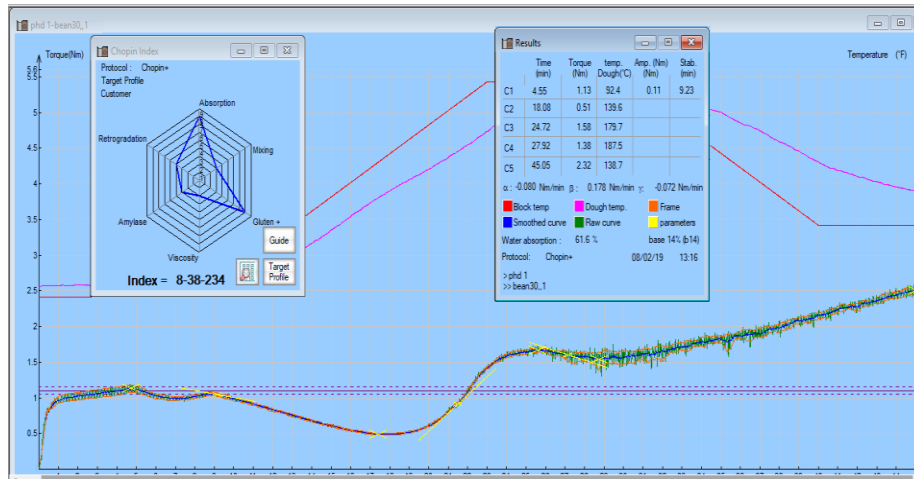 phd 1-bean30_1
Torque(Nm)
Temperature (°F)
5.5
5
4.5
4
3.5
3
2.5
2
1.5
1
0.5
Chopin Index
Protocol : Chopin+
Target Profile
Customer
Absorption
Mixing
Gluten +
Viscosity
Amylase
Retrogradation
Guide
Target Profile
Index = 8-38-234
Results
Time (min) Torque (Nm) temp. Dough(°C) Amp. (Nm) (Nm) Stab. (min)
C1 4.55 1.13 92.4 0.11 9.23
C2 18.08 0.51 139.6
C3 24.72 1.58 179.7
C4 27.92 1.38 187.5
C5 45.05 2.32 138.7
α : -0.080 Nm/min β : 0.178 Nm/min γ: -0.072 Nm/min
Block temp Dough temp. Frame
Smoothed curve Raw curve parameters
Water absorption : 61.6 % base 14% (b14)
Protocol: Chopin+ 08/02/19 13:16
> phd 1
>> bean30_1